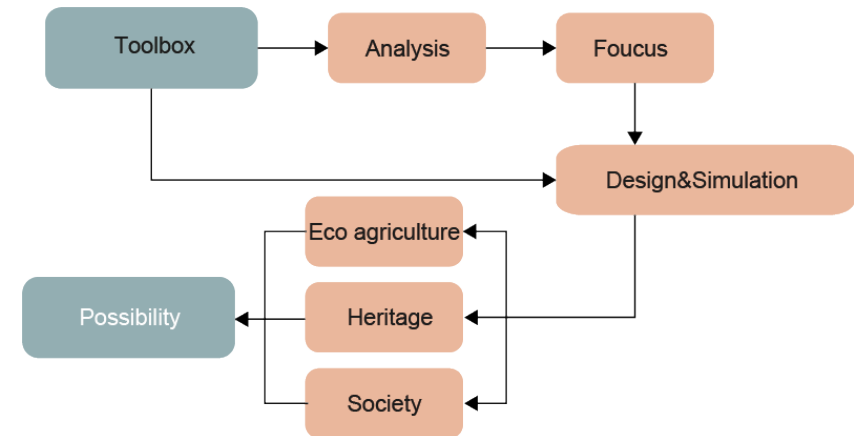 Toolbox
Analysis
Foucus
Design&Simulation
Eco agriculture
Possibility
Heritage
Society